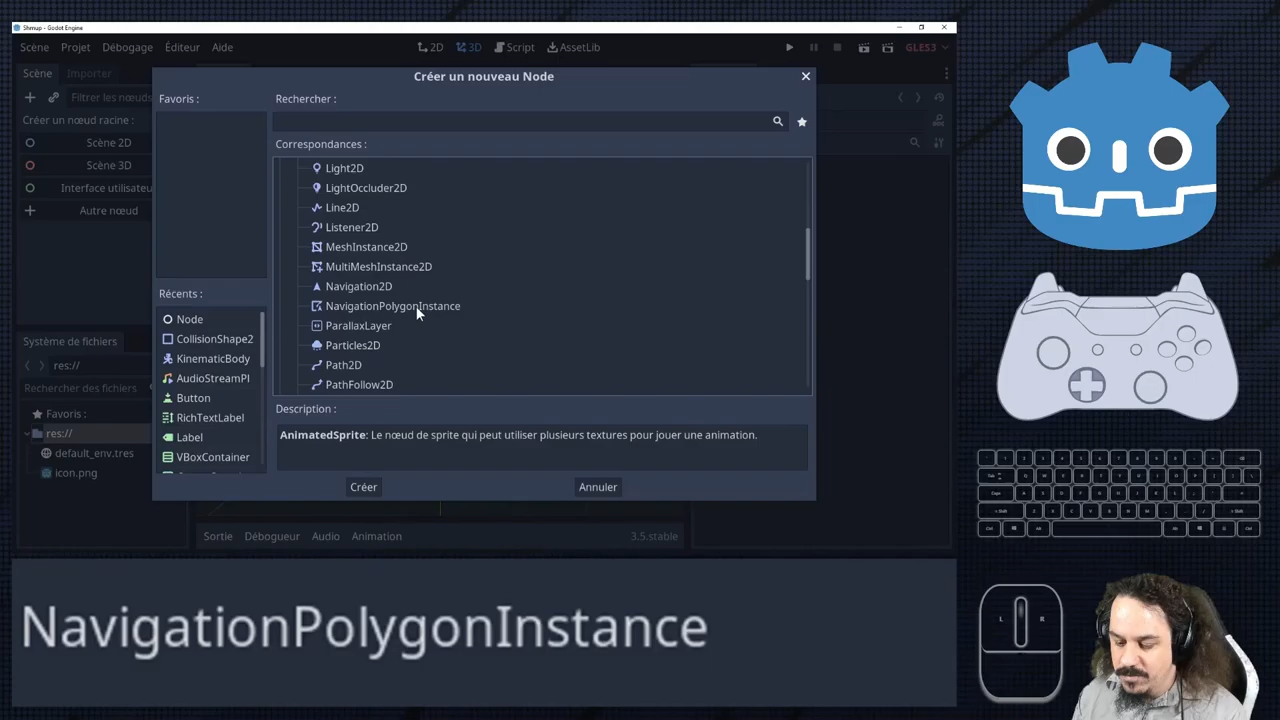 Shmup - Godot Engine
Scène Projet Débogage Éditeur Aide
2D 3D Script AssetLib
GLES3
Scène Importer
Filtrer les nœuds
Créer un nœud racine :
Scène 2D
Scène 3D
Interface utilisateu
Autre nœud
Système de fichiers
res://
Rechercher des fichiers
Favoris :
res://
default_env.tres
icon.png
Créer un nouveau Node
Favoris :
Récents :
Node
CollisionShape2
KinematicBody
AudioStreamPl
Button
RichTextLabel
Label
VBoxContainer
Rechercher :
Correspondances :
Light2D
LightOccluder2D
Line2D
Listener2D
MeshInstance2D
MultiMeshInstance2D
Navigation2D
NavigationPolygonInstance
ParallaxLayer
Particles2D
Path2D
PathFollow2D
Description :
AnimatedSprite: Le nœud de sprite qui peut utiliser plusieurs textures pour jouer une animation.
Créer Annuler
Sortie Débogueur Audio Animation 3.5.stable
NavigationPolygonInstance
L R